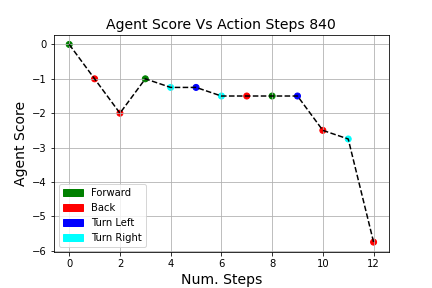 Agent Score Vs Action Steps 840
0
−1
−2
−3
−4
−5
−6
Agent Score
Forward
Back
Turn Left
Turn Right
0 2 4 6 8 10 12
Num. Steps